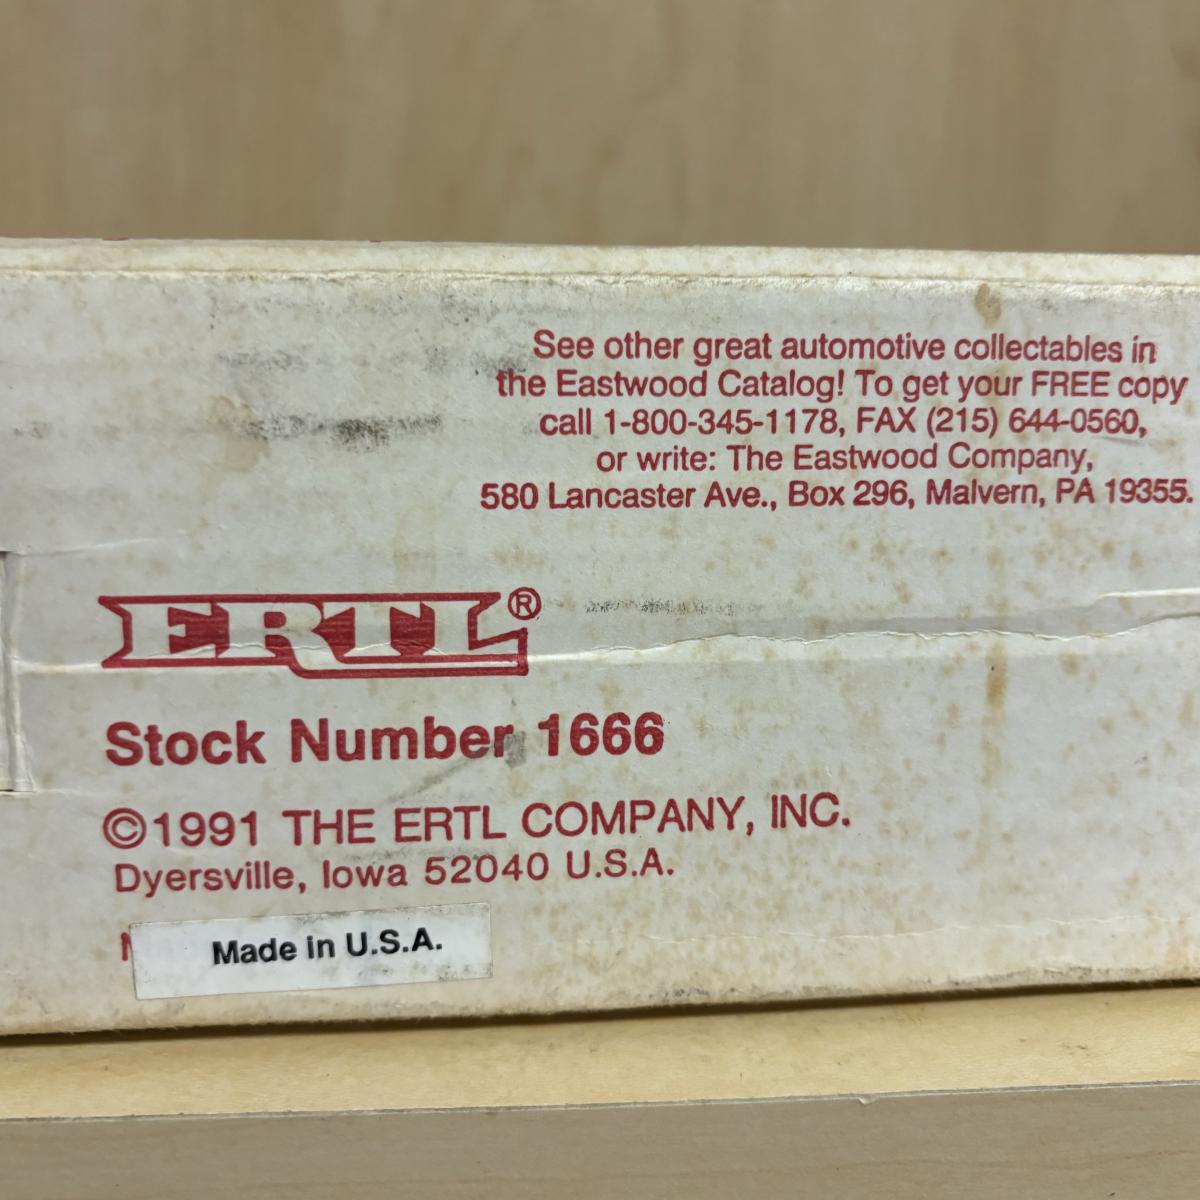 See other great automotive collectables in
the Eastwood Catalog! To get your FREE copy
call 1-800-345-1178, FAX (215) 644-0560,
or write: The Eastwood Company,
580 Lancaster Ave., Box 296, Malvern, PA 19355.
ERTL®
Stock Number 1666
©1991 THE ERTL COMPANY, INC.
Dyersville, Iowa 52040 U.S.A.
Made in U.S.A.